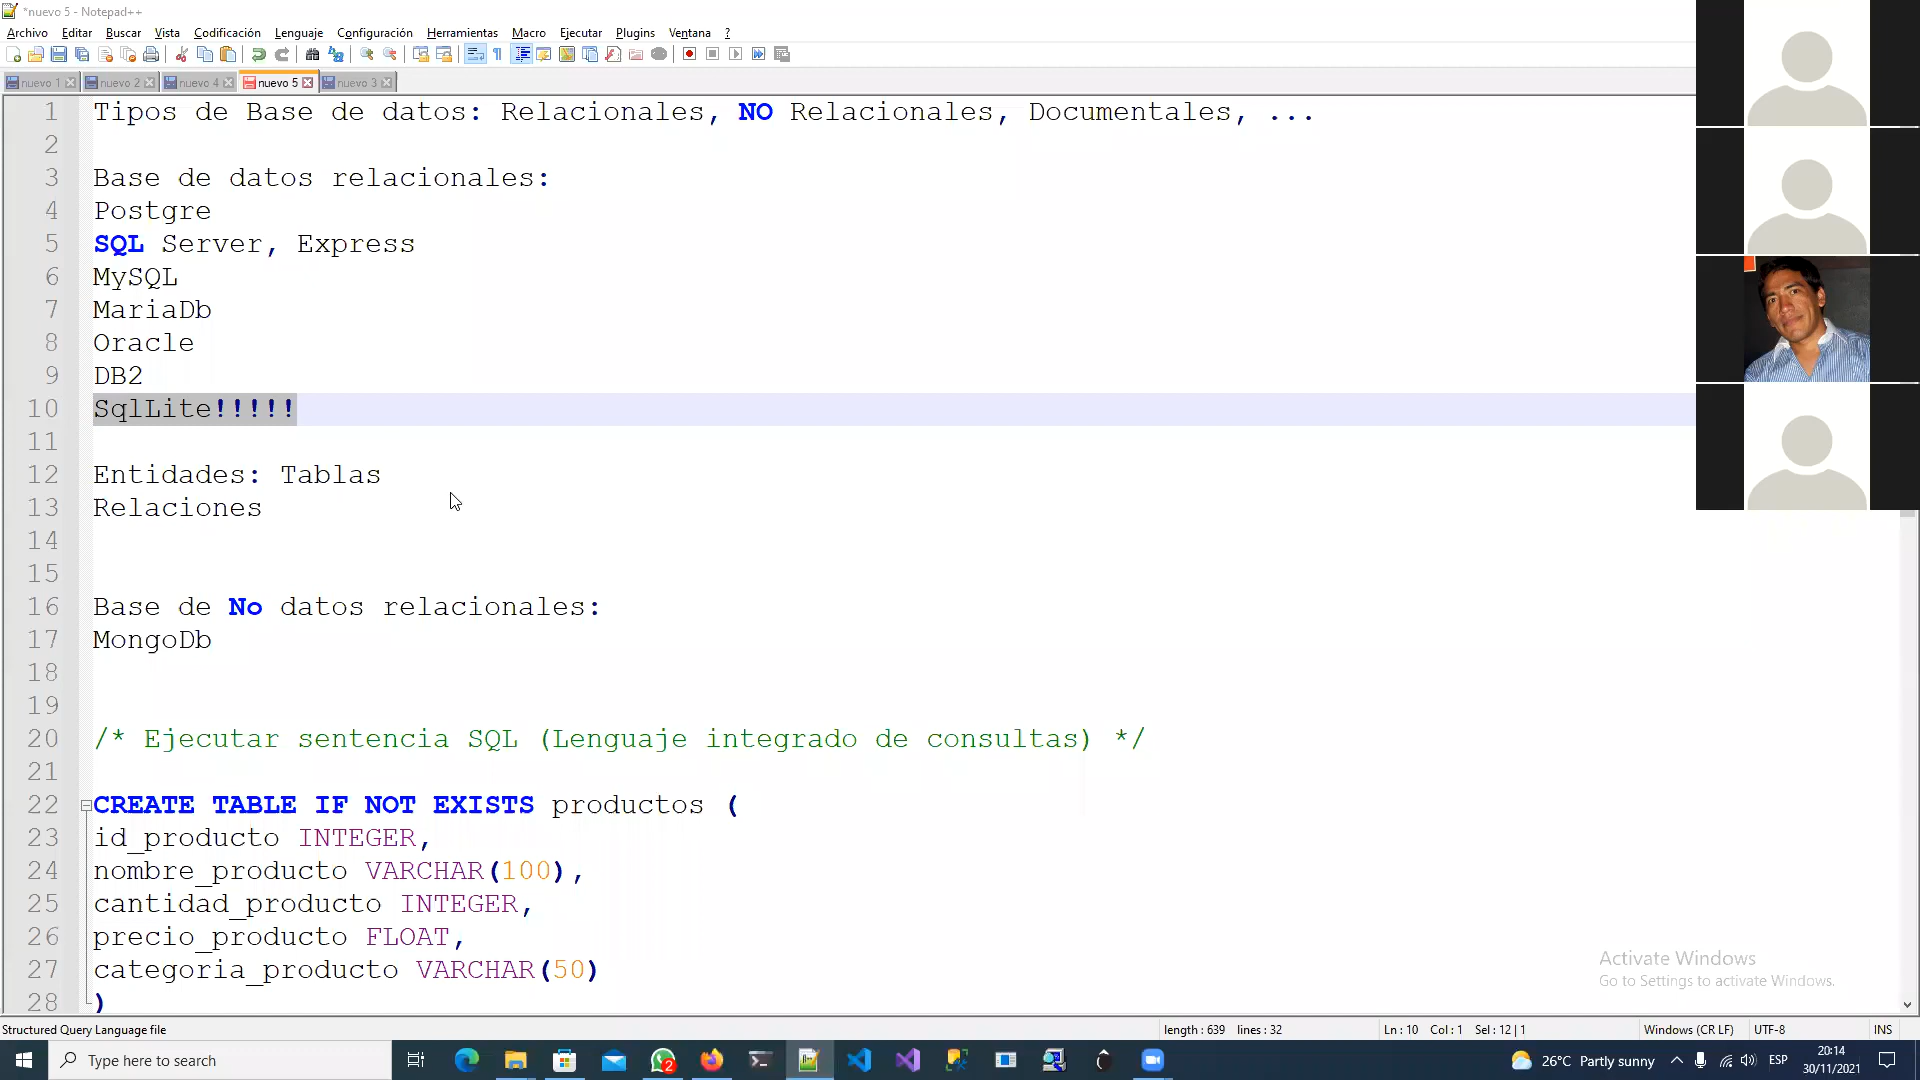 *nuevo 5 - Notepad++
Archivo Editar Buscar Vista Codificación Lenguaje Configuración Herramientas Macro Ejecutar Plugins Ventana ?
nuevo 1 nuevo 2 nuevo 4 nuevo 5 nuevo 3
1 Tipos de Base de datos: Relacionales, NO Relacionales, Documentales, ...
2
3 Base de datos relacionales:
4 Postgre
5 SQL Server, Express
6 MySQL
7 MariaDb
8 Oracle
9 DB2
10 SqlLite!!!!!
11
12 Entidades: Tablas
13 Relaciones
14
15
16 Base de No datos relacionales:
17 MongoDb
18
19
20 /* Ejecutar sentencia SQL (Lenguaje integrado de consultas) */
21
22 CREATE TABLE IF NOT EXISTS productos (
23 id_producto INTEGER,
24 nombre_producto VARCHAR(100),
25 cantidad_producto INTEGER,
26 precio_producto FLOAT,
27 categoria_producto VARCHAR(50)
28 )
Activate Windows
Go to Settings to activate Windows.
Structured Query Language file length : 639 lines : 32 Ln : 10 Col : 1 Sel : 12 | 1 Windows (CR LF) UTF-8 INS
Type here to search 2 26°C Partly sunny ESP 20:14
30/11/2021